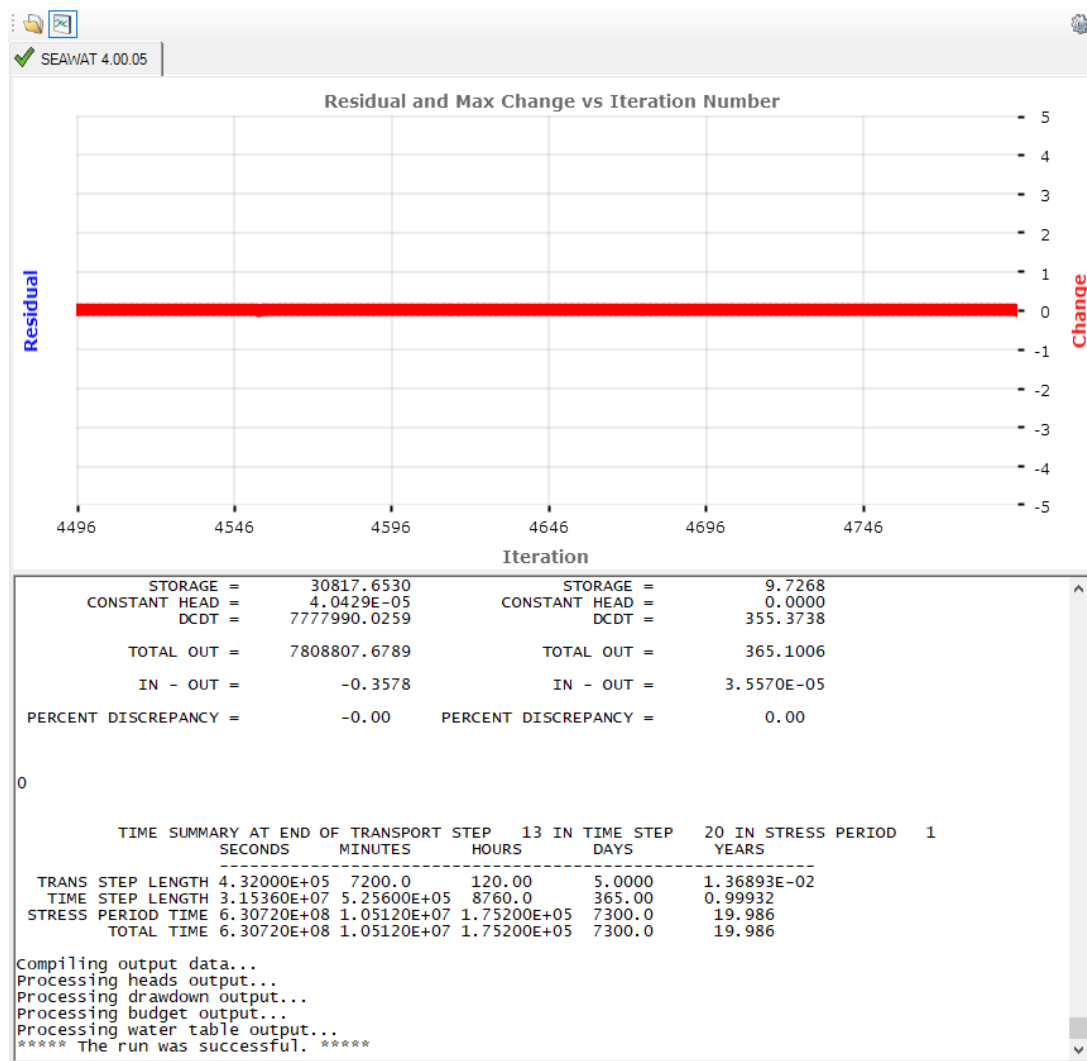 SEAWAT 4.00.05
Residual and Max Change vs Iteration Number
5
4
3
2
1
0
-1
-2
-3
-4
-5
Residual
Change
4496 4546 4596 4646 4696 4746
Iteration
STORAGE = 30817.6530 STORAGE = 9.7268
CONSTANT HEAD = 4.0429E-05 CONSTANT HEAD = 0.0000
DCDT = 7777990.0259 DCDT = 355.3738
TOTAL OUT = 7808807.6789 TOTAL OUT = 365.1006
IN - OUT = -0.3578 IN - OUT = 3.5570E-05
PERCENT DISCREPANCY = -0.00 PERCENT DISCREPANCY = 0.00
0
TIME SUMMARY AT END OF TRANSPORT STEP 13 IN TIME STEP 20 IN STRESS PERIOD 1
SECONDS MINUTES HOURS DAYS YEARS
-----------------------------------------------------------
TRANS STEP LENGTH 4.32000E+05 7200.0 120.00 5.0000 1.36893E-02
TIME STEP LENGTH 3.15360E+07 5.25600E+05 8760.0 365.00 0.99932
STRESS PERIOD TIME 6.30720E+08 1.05120E+07 1.75200E+05 7300.0 19.986
TOTAL TIME 6.30720E+08 1.05120E+07 1.75200E+05 7300.0 19.986
Compiling output data...
Processing heads output...
Processing drawdown output...
Processing budget output...
Processing water table output...
***** The run was successful. *****